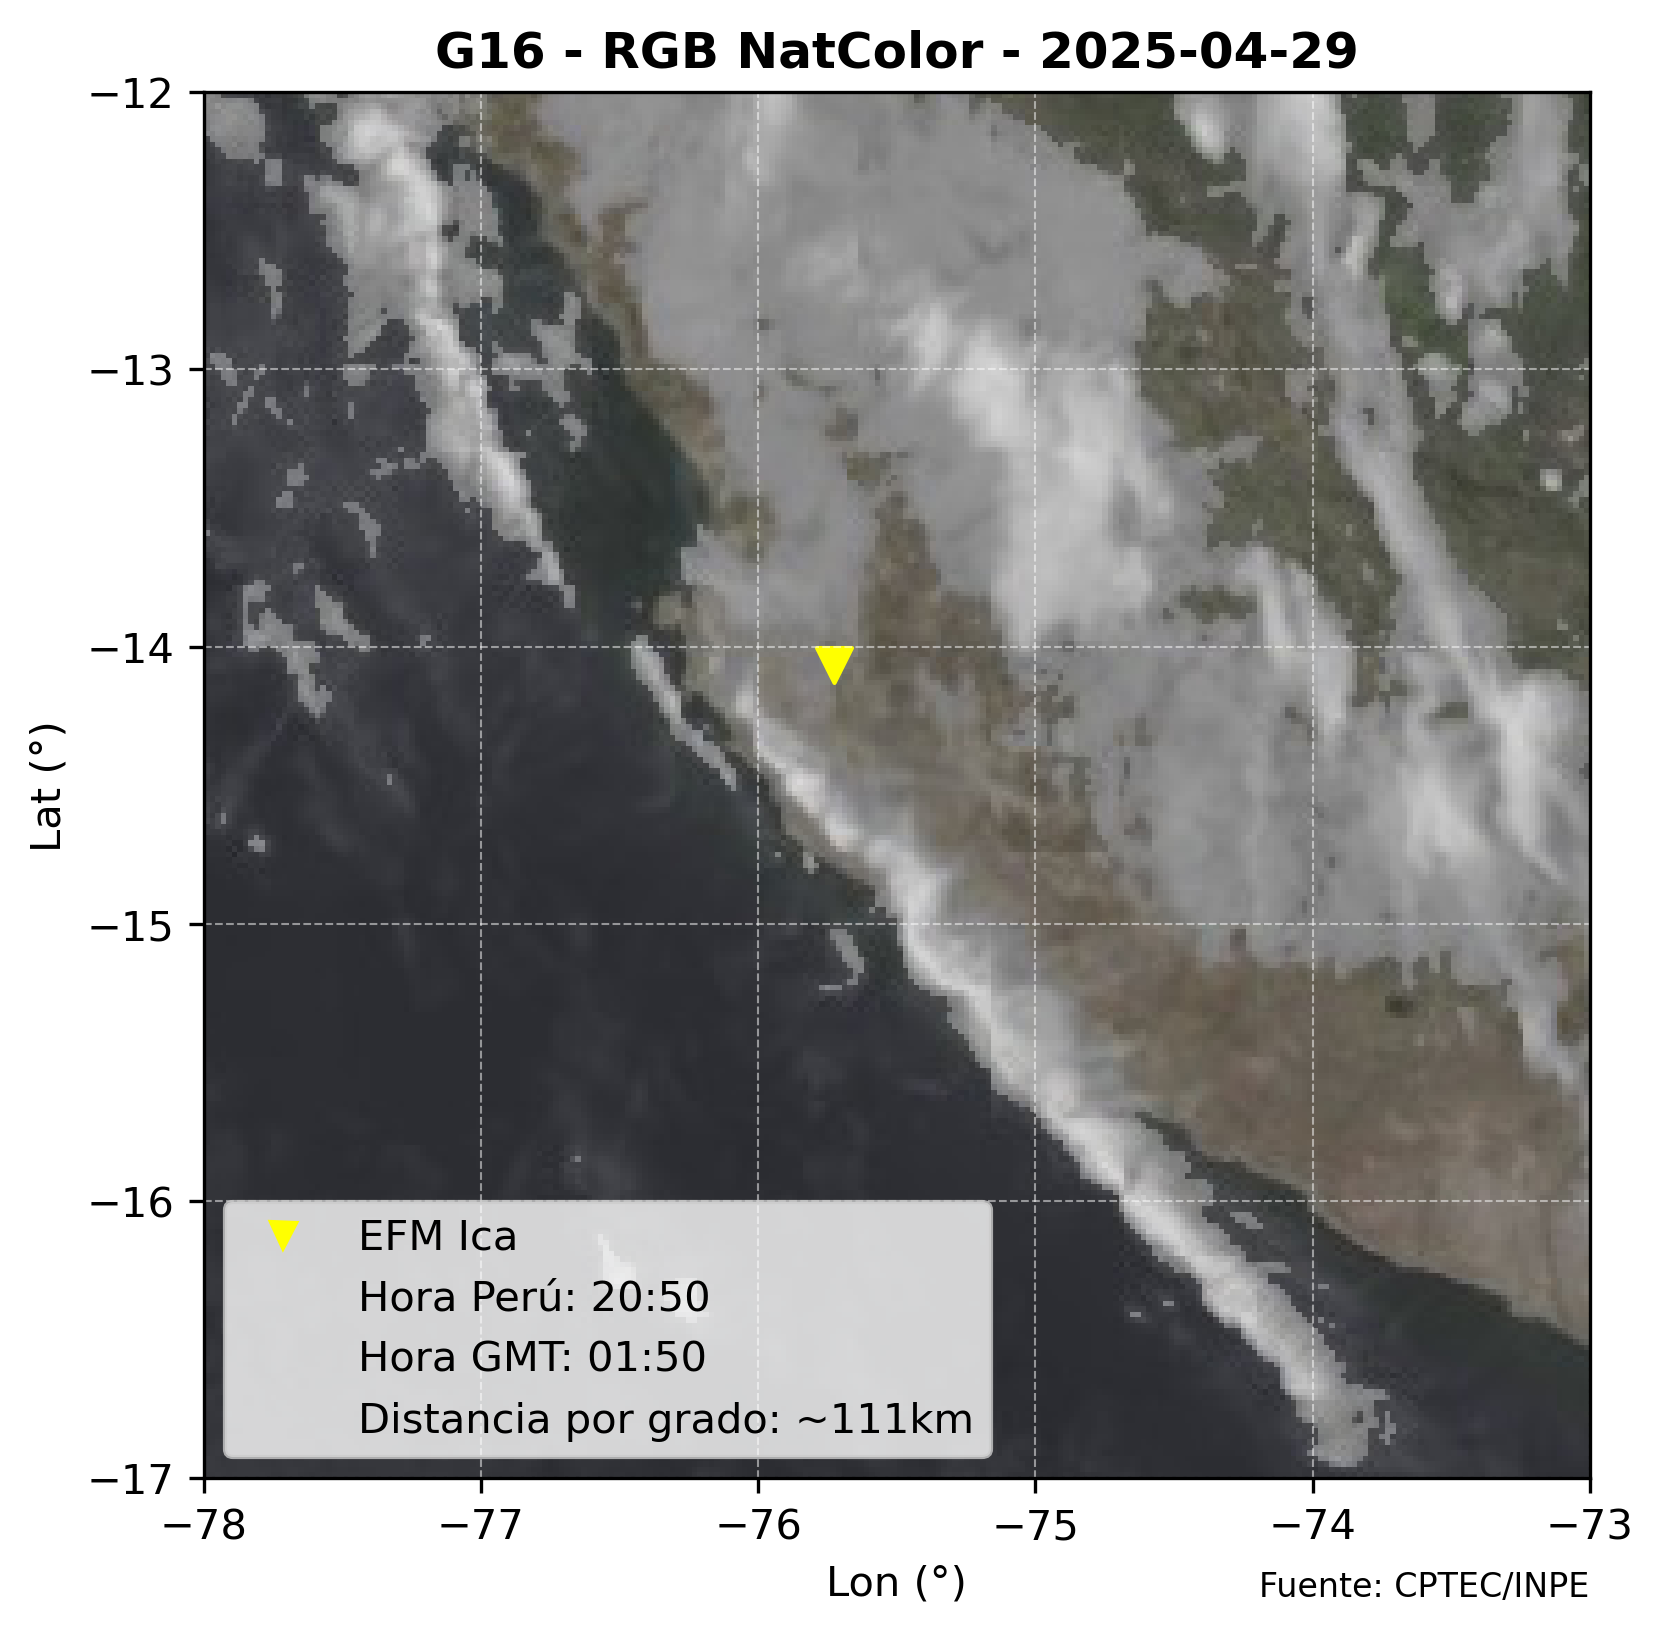 G16 - RGB NatColor - 2025-04-29
−12
−13
−14
−15
−16
−17
Lat (°)
EFM Ica
Hora Perú: 20:50
Hora GMT: 01:50
Distancia por grado: ~111km
−78
−77
−76
−75
−74
−73
Lon (°)
Fuente: CPTEC/INPE